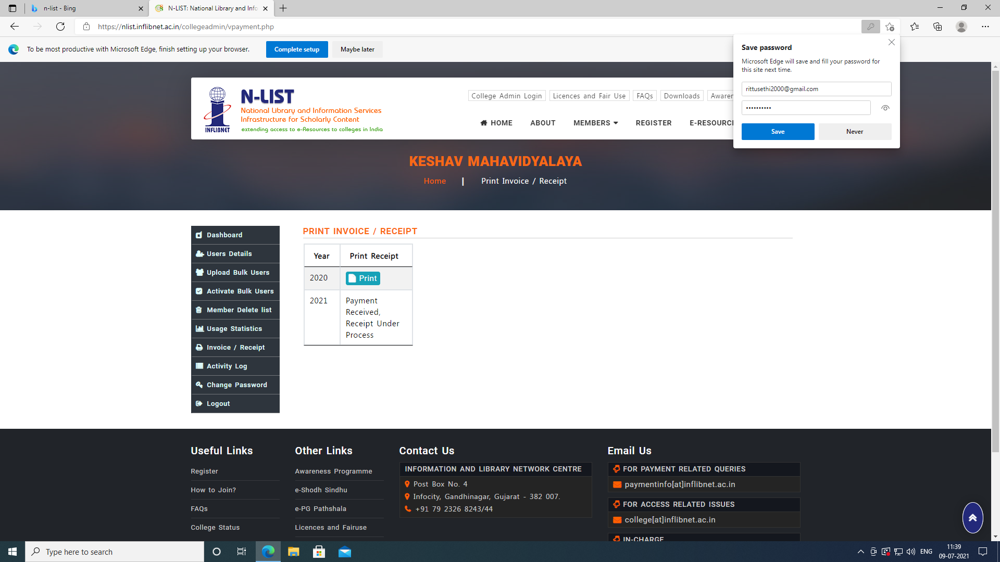 n-list - Bing
N-LIST: National Library and Info
https://nlist.inflibnet.ac.in/collegeadmin/vpayment.php
To be most productive with Microsoft Edge, finish setting up your browser.
Complete setup
Maybe later
Save password
Microsoft Edge will save and fill your password for
this site next time.
rittusethi2000@gmail.com
••••••••••
Save
Never
INFLIBNET
N-LIST
National Library and Information Services
Infrastructure for Scholarly Content
extending access to e-Resources to colleges in India
College Admin Login
Licences and Fair Use
FAQs
Downloads
Awaren
HOME
ABOUT
MEMBERS
REGISTER
E-RESOURC
KESHAV MAHAVIDYALAYA
Home | Print Invoice / Receipt
Dashboard
Users Details
Upload Bulk Users
Activate Bulk Users
Member Delete list
Usage Statistics
Invoice / Receipt
Activity Log
Change Password
Logout
PRINT INVOICE / RECEIPT
Year Print Receipt
2020 Print
2021 Payment
Received,
Receipt Under
Process
Useful Links
Register
How to Join?
FAQs
College Status
Other Links
Awareness Programme
e-Shodh Sindhu
e-PG Pathshala
Licences and Fairuse
Contact Us
INFORMATION AND LIBRARY NETWORK CENTRE
Post Box No. 4
Infocity, Gandhinagar, Gujarat - 382 007.
+91 79 2326 8243/44
Email Us
FOR PAYMENT RELATED QUERIES
paymentinfo[at]inflibnet.ac.in
FOR ACCESS RELATED ISSUES
college[at]inflibnet.ac.in
IN-CHARGE
Type here to search
ENG
11:39
09-07-2021